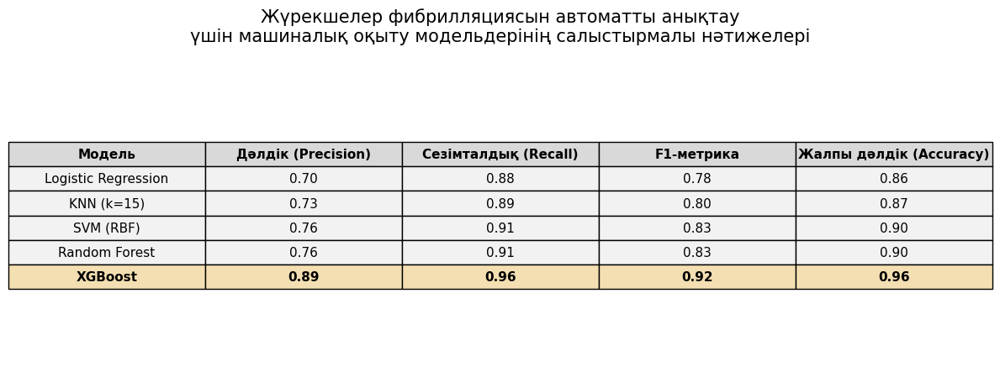 Жүрекшелер фибрилляциясын автоматты анықтау
үшін машиналық оқыту модельдерінің салыстырмалы нәтижелері
Модель Дәлдік (Precision) Сезімталдық (Recall) F1-метрика Жалпы дәлдік (Accuracy)
Logistic Regression 0.70 0.88 0.78 0.86
KNN (k=15) 0.73 0.89 0.80 0.87
SVM (RBF) 0.76 0.91 0.83 0.90
Random Forest 0.76 0.91 0.83 0.90
XGBoost 0.89 0.96 0.92 0.96